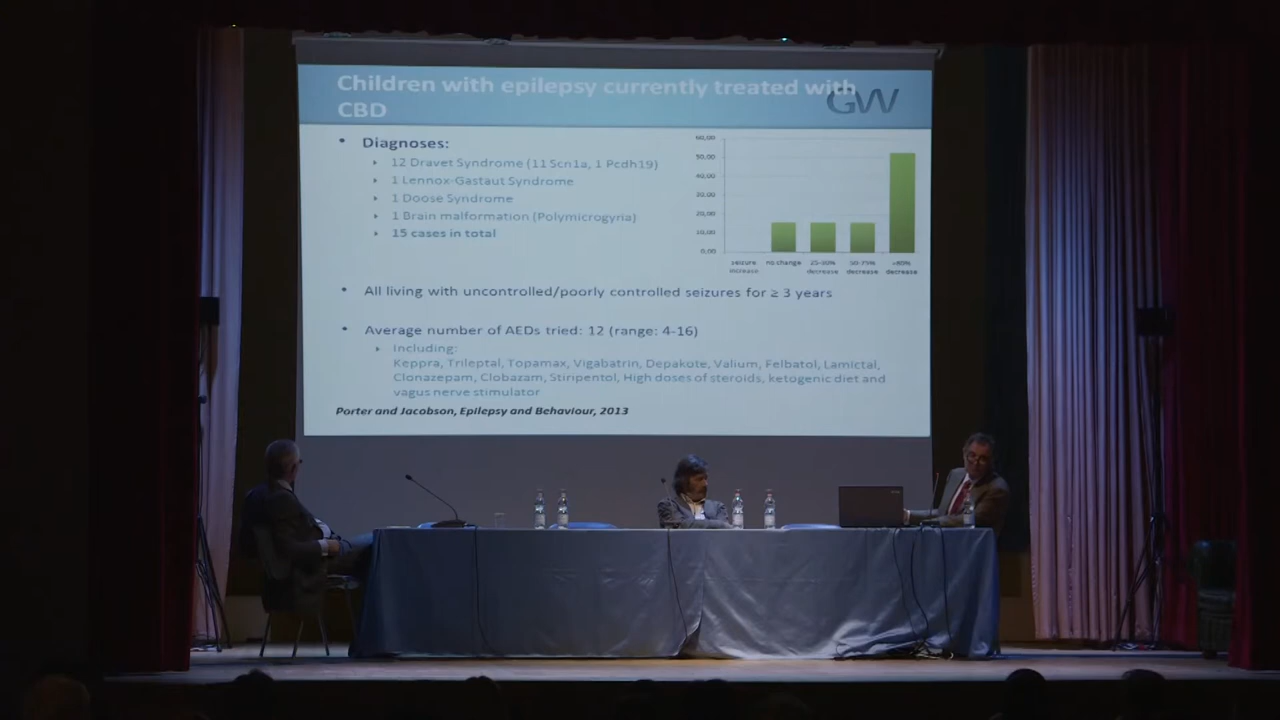 Children with epilepsy currently treated with
CBD
GW
• Diagnoses:
12 Dravet Syndrome (11 Scn1a, 1 Pcdh19)
1 Lennox-Gastaut Syndrome
1 Doose Syndrome
1 Brain malformation (Polymicrogyria)
15 cases in total
60,00
50,00
40,00
30,00
20,00
10,00
0,00
seizure increase
no change
25-50% decrease
50-75% decrease
>80% decrease
• All living with uncontrolled/poorly controlled seizures for ≥ 3 years
• Average number of AEDs tried: 12 (range: 4-16)
Including:
Keppra, Trileptal, Topamax, Vigabatrin, Depakote, Valium, Felbatol, Lamictal,
Clonazepam, Clobazam, Stiripentol, High doses of steroids, ketogenic diet and
vagus nerve stimulator
Porter and Jacobson, Epilepsy and Behaviour, 2013